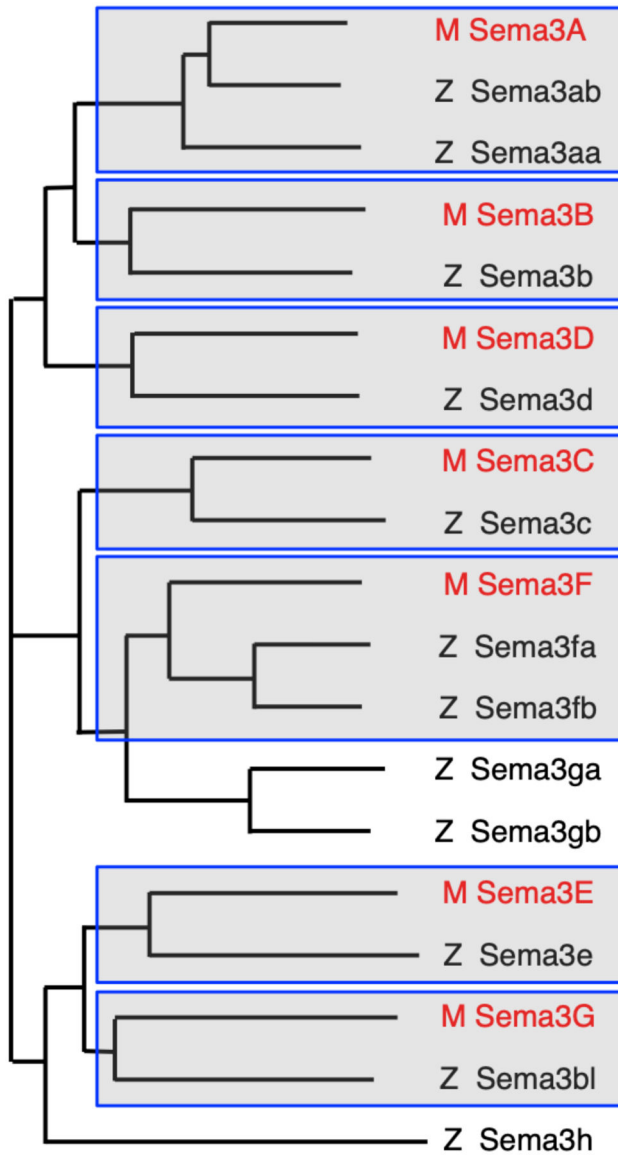 M Sema3A
Z Sema3ab
Z Sema3aa
M Sema3B
Z Sema3b
M Sema3D
Z Sema3d
M Sema3C
Z Sema3c
M Sema3F
Z Sema3fa
Z Sema3fb
Z Sema3ga
Z Sema3gb
M Sema3E
Z Sema3e
M Sema3G
Z Sema3bl
Z Sema3h